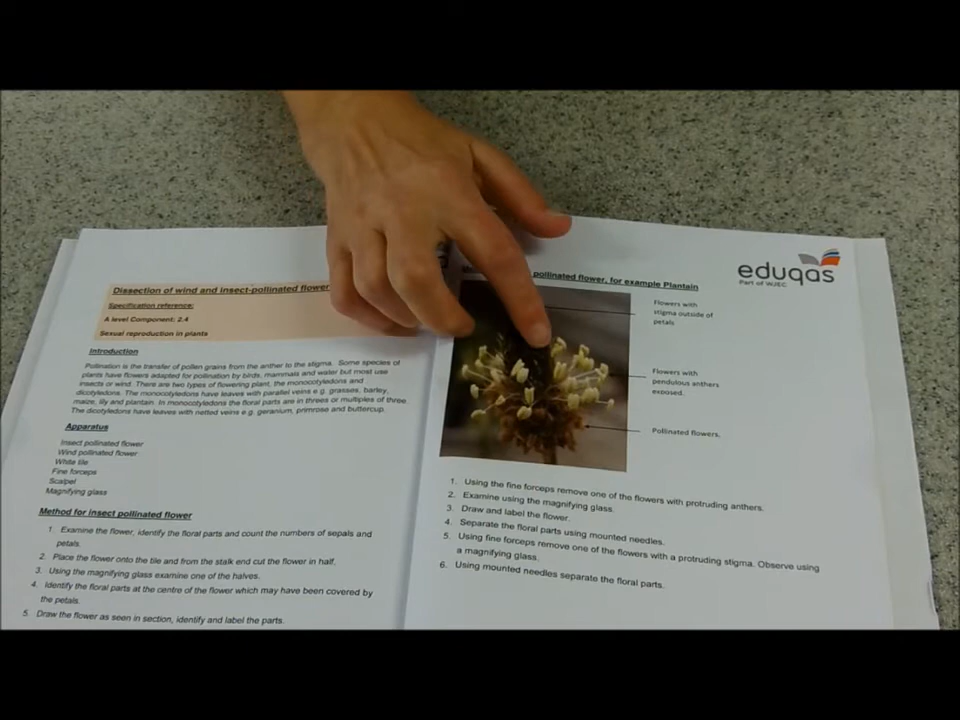 Dissection of wind and insect-pollinated flower
Specification reference:
A level Component: 2.4
Sexual reproduction in plants
Introduction
Pollination is the transfer of pollen grains from the anther to the stigma. Some species of
plants have flowers adapted for pollination by birds, mammals and water but most use
insects or wind. There are two types of flowering plant, the monocotyledons and
dicotyledons. The monocotyledons have leaves with parallel veins e.g. grasses, barley,
maize, lily and plantain. In monocotyledons the floral parts are in threes or multiples of three
The dicotyledons have leaves with netted veins e.g. geranium, primrose and buttercup.
Apparatus
Insect pollinated flower
Wind pollinated flower
White tile
Fine forceps
Scalpel
Magnifying glass
Method for insect pollinated flower
1. Examine the flower, identify the floral parts and count the numbers of sepals and
petals.
2. Place the flower onto the tile and from the stalk end cut the flower in half.
3. Using the magnifying glass examine one of the halves.
4. Identify the floral parts at the centre of the flower which may have been covered by
the petals.
5. Draw the flower as seen in section, identify and label the parts.
eduqas
Part of WJEC
pollinated flower, for example Plantain
Flowers with
stigma outside of
petals
Flowers with
pendulous anthers
exposed.
Pollinated flowers.
1. Using the fine forceps remove one of the flowers with protruding anthers.
2. Examine using the magnifying glass.
3. Draw and label the flower.
4. Separate the floral parts using mounted needles.
5. Using fine forceps remove one of the flowers with a protruding stigma. Observe using
a magnifying glass.
6. Using mounted needles separate the floral parts.